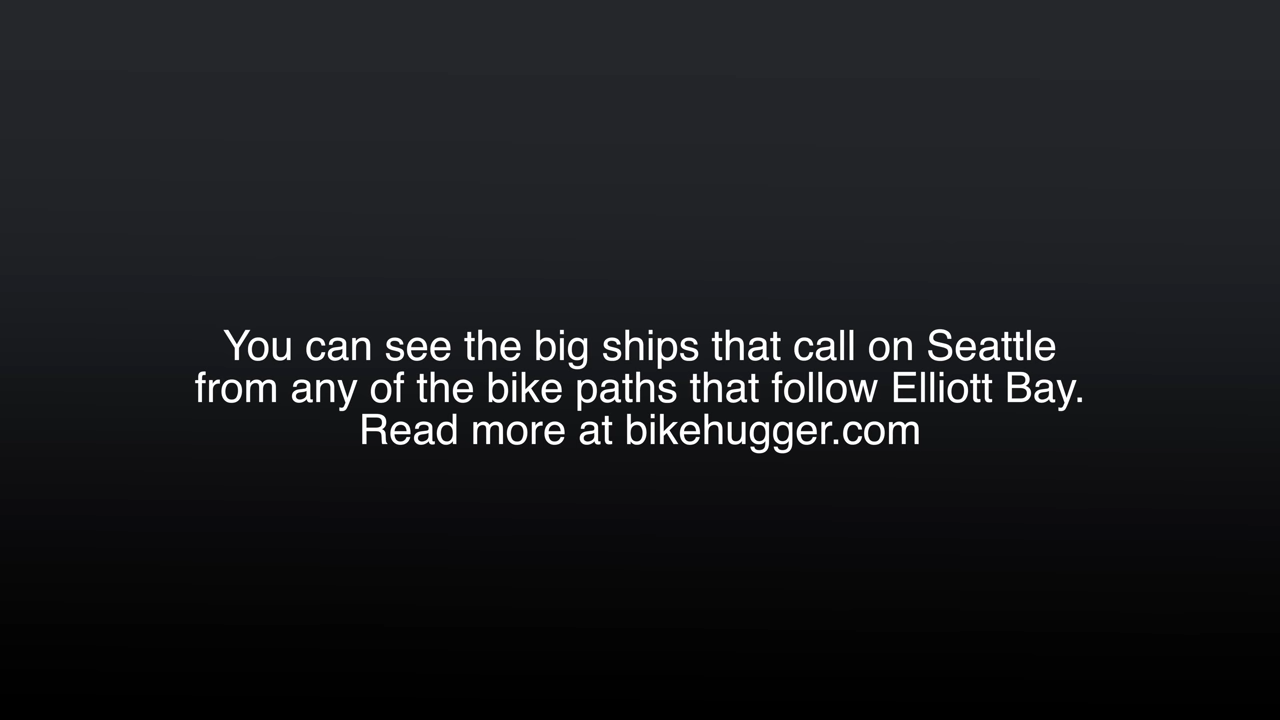 You can see the big ships that call on Seattle
from any of the bike paths that follow Elliott Bay.
Read more at bikehugger.com